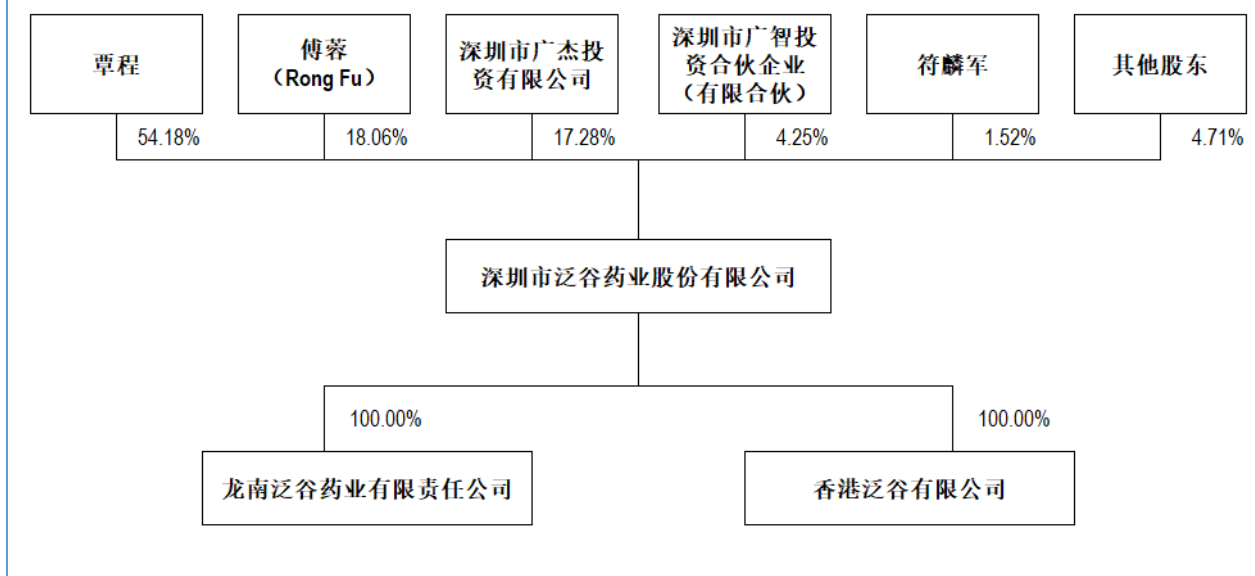 覃程
傅蓉
（Rong Fu）
深圳市广杰投
资有限公司
深圳市广智投
资合伙企业
（有限合伙）
符麟军
其他股东
54.18%
18.06%
17.28%
4.25%
1.52%
4.71%
深圳市泛谷药业股份有限公司
100.00%
100.00%
龙南泛谷药业有限责任公司
香港泛谷有限公司